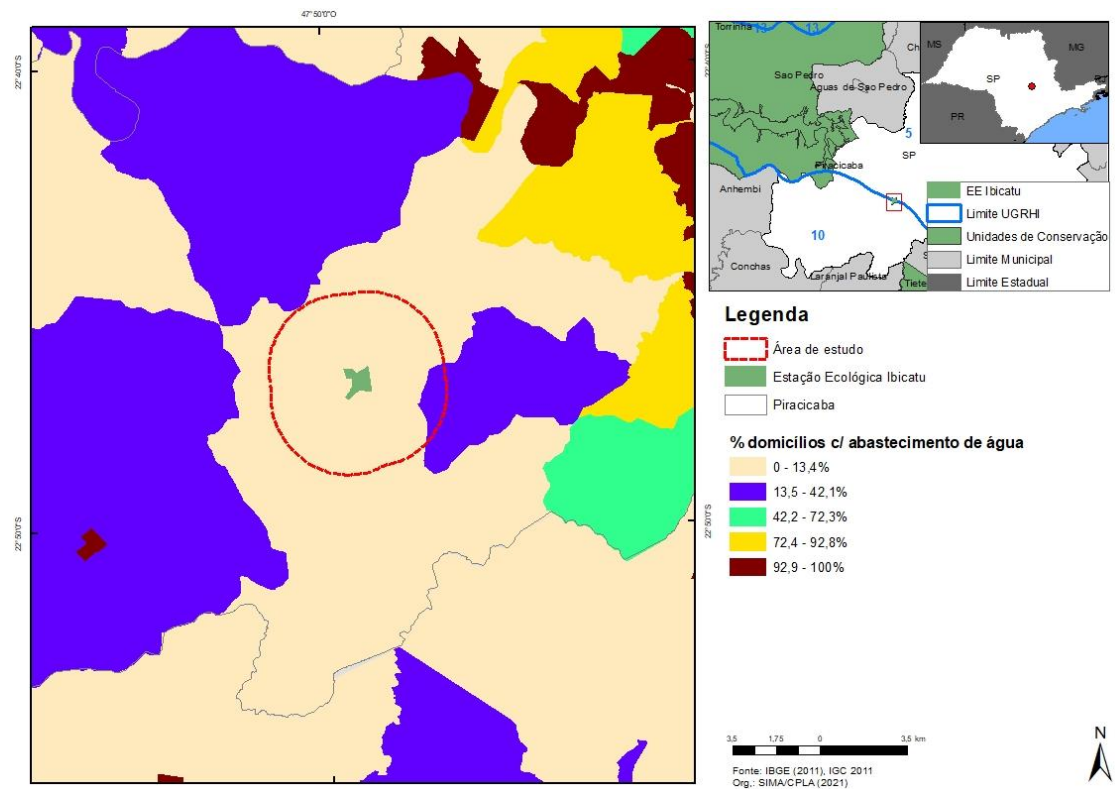 47°50'0"O
22°40'0"S
22°50'0"S
22°40'0"S
22°50'0"S
Torrinha
13
13
Ch
Sao Pedro
Aguas de Sao Pedro
5
SP
Piracicaba
Anhembi
10
Conchas
Laranjal Paulista
Tiete
MS
MG
SP
PR
EE Ibicatu
Limite UGRHI
Unidades de Conservação
Limite Municipal
Limite Estadual
Legenda
Área de estudo
Estação Ecológica Ibicatu
Piracicaba
% domicílios c/ abastecimento de água
0 - 13,4%
13,5 - 42,1%
42,2 - 72,3%
72,4 - 92,8%
92,9 - 100%
3,5 1,75 0 3,5 km
Fonte: IBGE (2011), IGC 2011
Org,: SIMA/CPLA (2021)
N